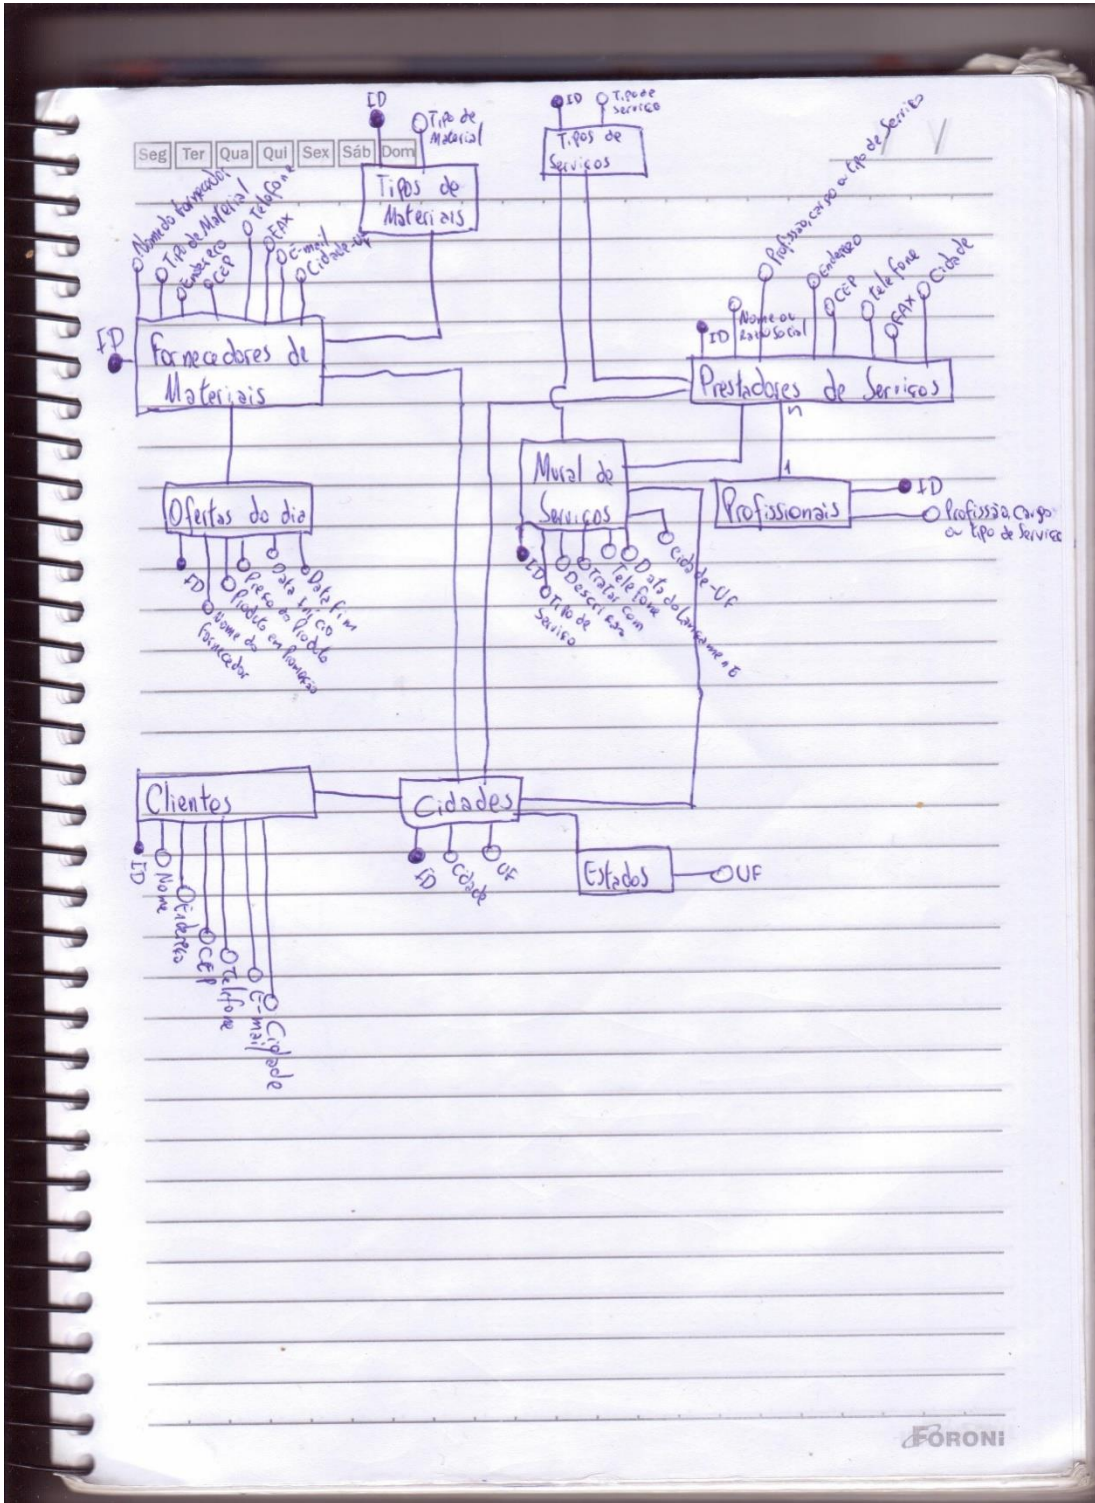 Seg Ter Qua Qui Sex Sáb Dom
ID
Tipo de
Material
Tipos de
Materiais
ID
Tipo de
Serviço
Tipos de
Serviços
Nome do Fornecedor
Tipo de Material
Endereço
CEP
Telefone
FAX
E-mail
Cidade-UF
ID
Fornecedores de
Materiais
ID
Nome ou
Razão Social
Profissão, cargo ou tipo de Serviço
Endereço
CEP
Telefone
FAX
Cidade
Prestadores de Serviços
n
1
Mural de
Serviços
Profissionais
ID
Profissão, Cargo
ou tipo de Serviço
Ofertas do dia
ID
Nome do
Fornecedor
Produto em Promoção
Preço do Produto
Data Início
Data Fim
ID
Tipo de
Serviço
Descrição
Tratar com
Telefone
Data do Lançamento
Cidade-UF
Clientes
Cidades
ID
Nome
Endereço
CEP
Telefone
E-mail
Cidade
ID
Cidade
UF
Estados
UF
FORONI